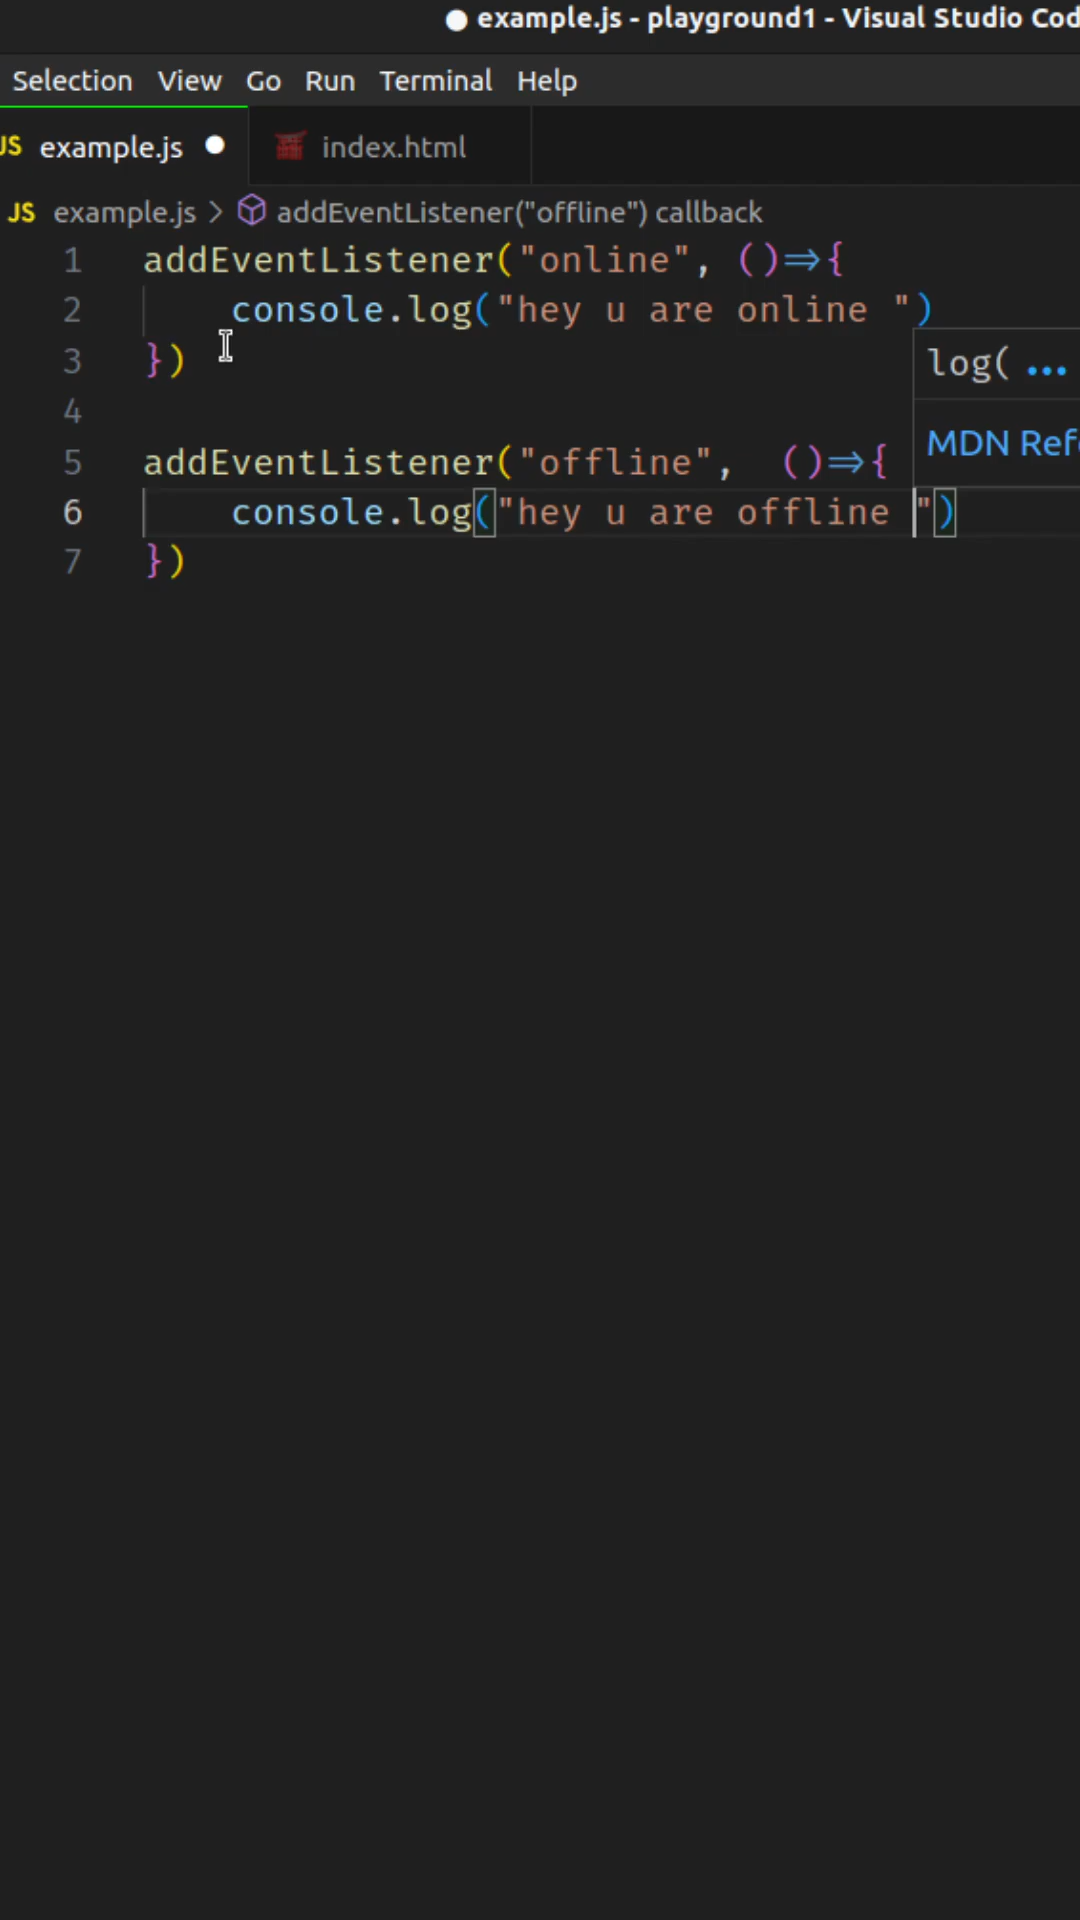 ● example.js - playground1 - Visual Studio Cod
Selection View Go Run Terminal Help
JS example.js ● index.html
JS example.js > addEventListener("offline") callback
1 addEventListener("online", ()=>{
2     console.log("hey u are online ")
3 })
log( ...
4
MDN Refe
5 addEventListener("offline",  ()=>{
6     console.log("hey u are offline ")
7 })